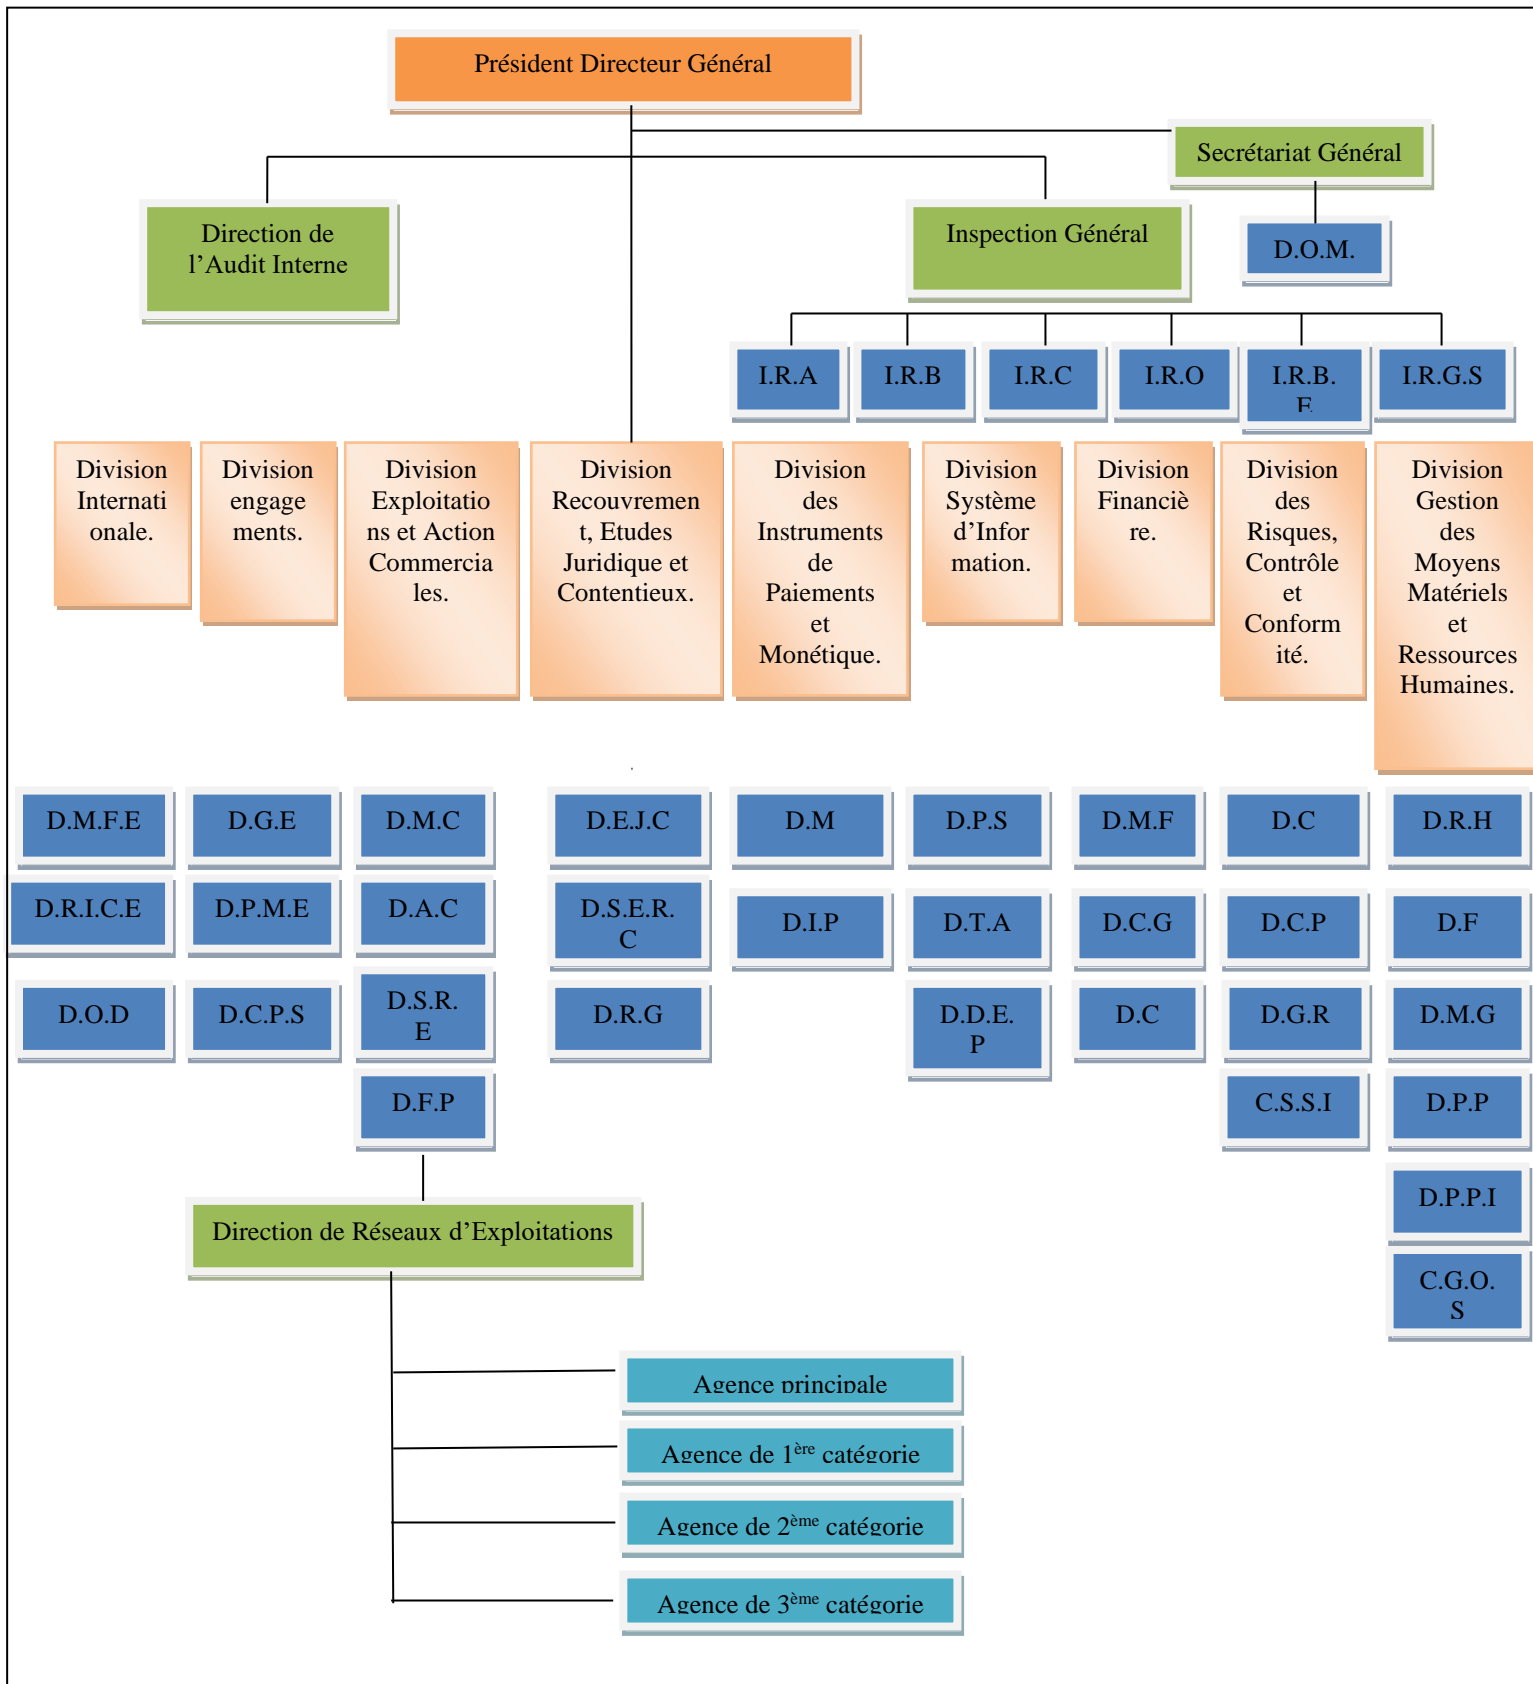 Président Directeur Général
Secrétariat Général
Direction de
l’Audit Interne
Inspection Général
D.O.M.
I.R.A
I.R.B
I.R.C
I.R.O
I.R.B.
E
I.R.G.S
Division
Internati
onale.
Division
engage
ments.
Division
Exploitatio
ns et Action
Commercia
les.
Division
Recouvremen
t, Etudes
Juridique et
Contentieux.
Division
des
Instruments
de
Paiements
et
Monétique.
Division
Système
d’Infor
mation.
Division
Financiè
re.
Division
des
Risques,
Contrôle
et
Conform
ité.
Division
Gestion
des
Moyens
Matériels
et
Ressources
Humaines.
D.M.F.E
D.G.E
D.M.C
D.E.J.C
D.M
D.P.S
D.M.F
D.C
D.R.H
D.R.I.C.E
D.P.M.E
D.A.C
D.S.E.R.
C
D.I.P
D.T.A
D.C.G
D.C.P
D.F
D.O.D
D.C.P.S
D.S.R.
E
D.R.G
D.D.E.
P
D.C
D.G.R
D.M.G
D.F.P
C.S.S.I
D.P.P
D.P.P.I
Direction de Réseaux d’Exploitations
C.G.O.
S
Agence principale
Agence de 1ère catégorie
Agence de 2ème catégorie
Agence de 3ème catégorie